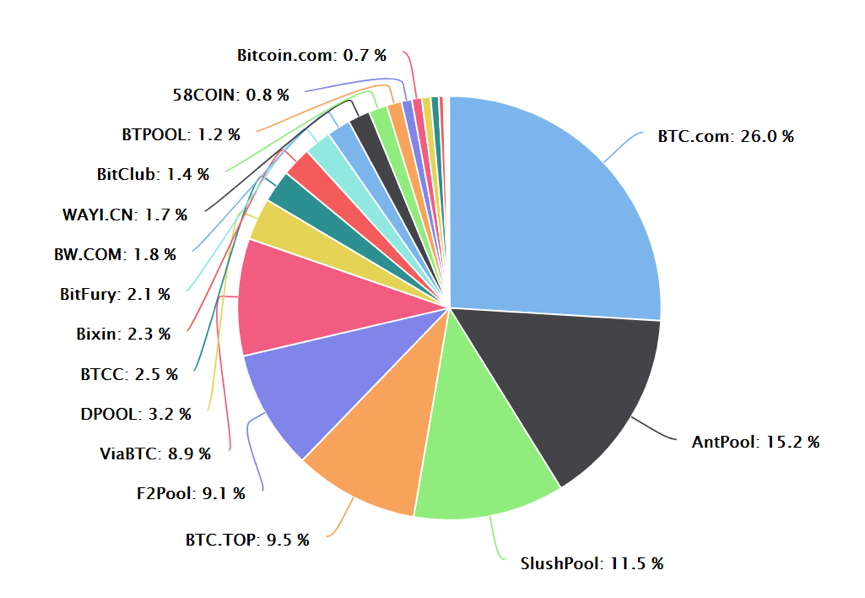 Bitcoin.com: 0.7 %
58COIN: 0.8 %
BTPOOL: 1.2 %
BitClub: 1.4 %
WAYI.CN: 1.7 %
BW.COM: 1.8 %
BitFury: 2.1 %
Bixin: 2.3 %
BTCC: 2.5 %
DPOOL: 3.2 %
ViaBTC: 8.9 %
F2Pool: 9.1 %
BTC.TOP: 9.5 %
BTC.com: 26.0 %
AntPool: 15.2 %
SlushPool: 11.5 %